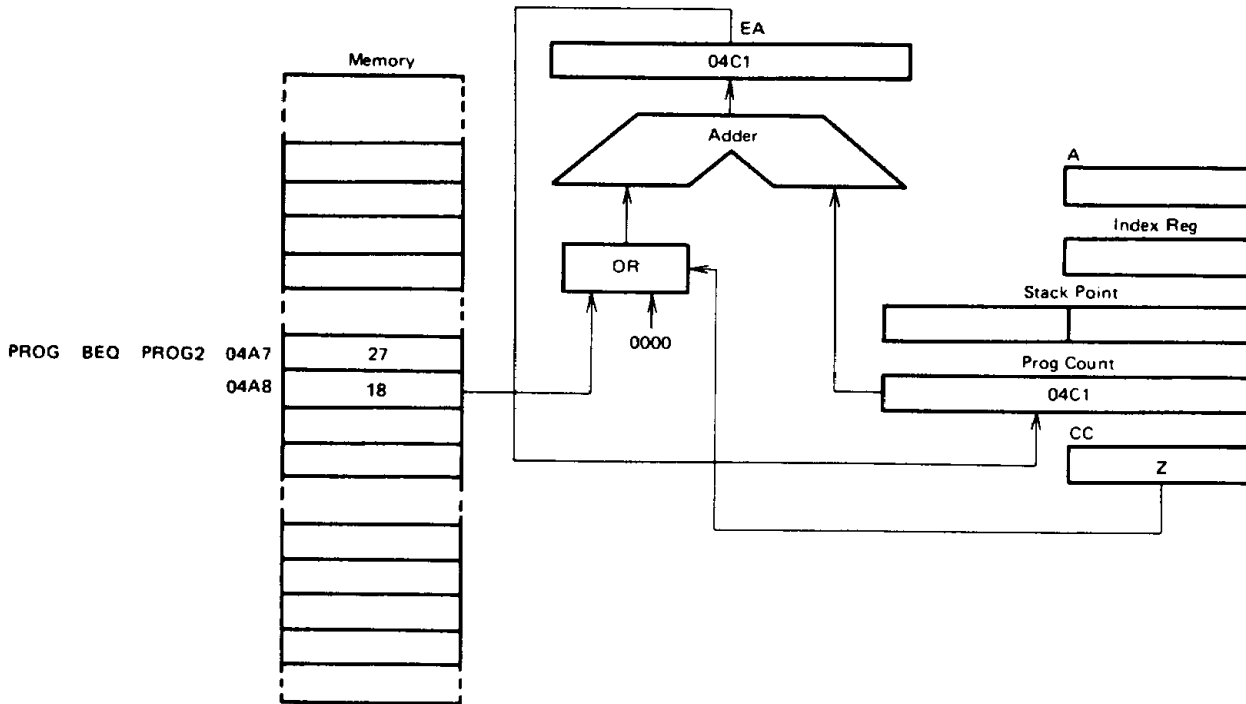 EA
04C1
Memory
Adder
A
Index Reg
OR
Stack Point
0000
PROG BEQ PROG2 04A7 27
Prog Count
04A8 18
04C1
CC
Z